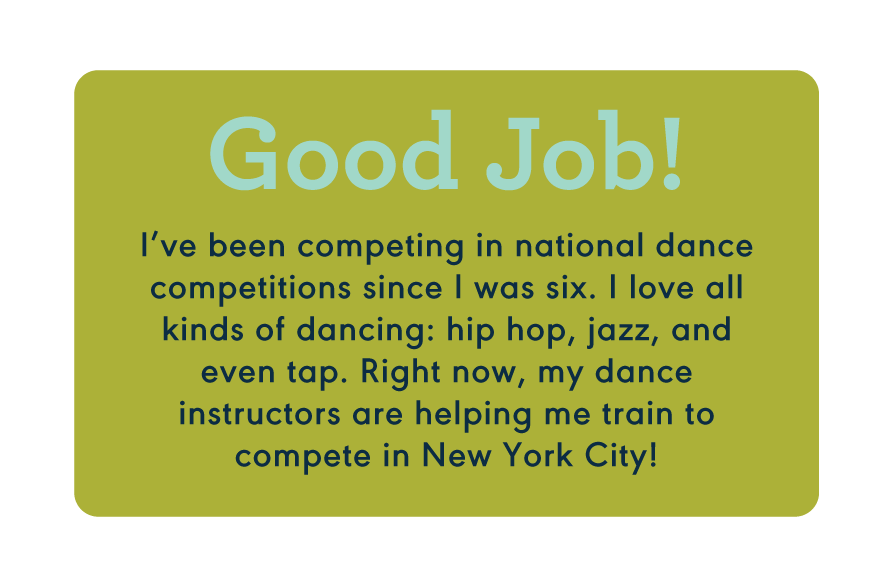 Good Job!
I’ve been competing in national dance
competitions since I was six. I love all
kinds of dancing: hip hop, jazz, and
even tap. Right now, my dance
instructors are helping me train to
compete in New York City!